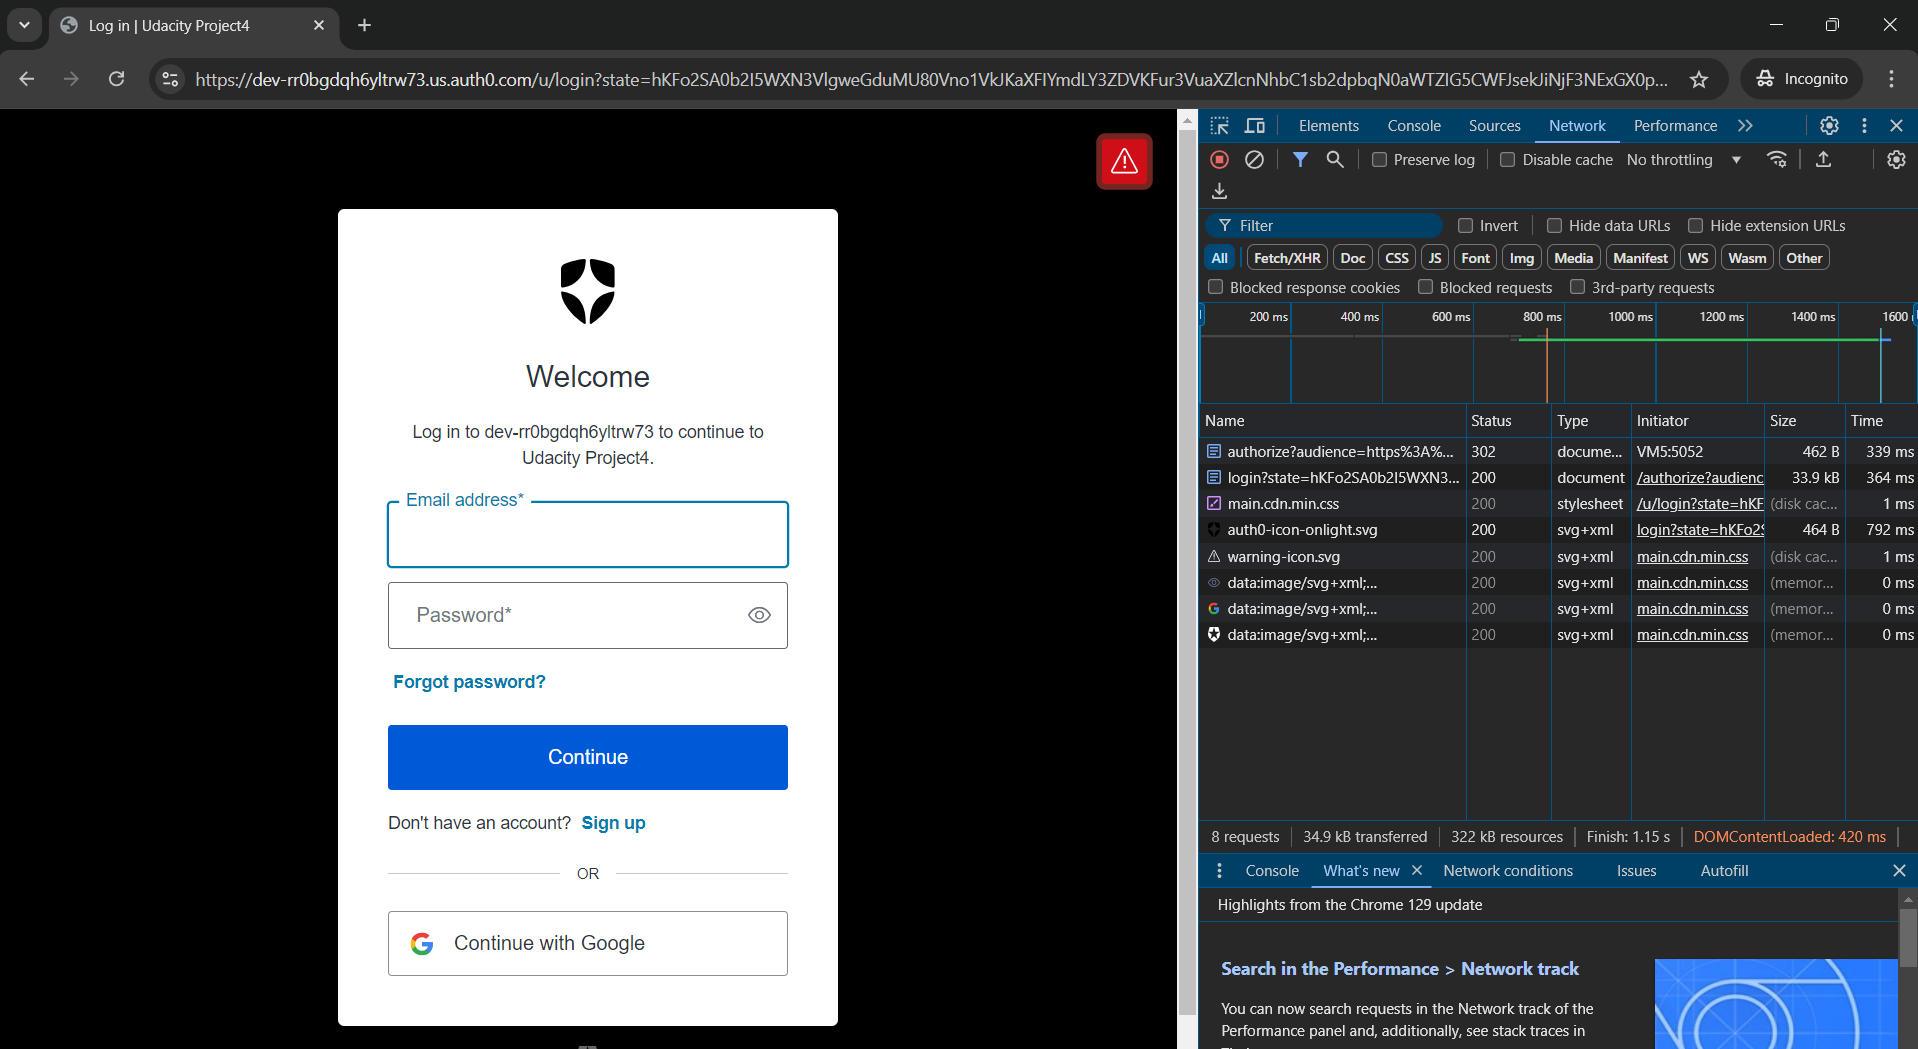 Log in | Udacity Project4
https://dev-rr0bgdqh6yltrw73.us.auth0.com/u/login?state=hKFo2SA0b2I5WXN3VlgweGduMU80Vno1VkJKaXFIYmdLY3ZDVKFur3VuaXZlcnNhbC1sb2dpbqN0aWTZIG5CWFJsekJiNjF3NExGX0p...
Incognito
Welcome
Log in to dev-rr0bgdqh6yltrw73 to continue to
Udacity Project4.
Email address*
Password*
Forgot password?
Continue
Don't have an account? Sign up
OR
Continue with Google
Elements Console Sources Network Performance
Preserve log Disable cache No throttling
Filter Invert Hide data URLs Hide extension URLs
All Fetch/XHR Doc CSS JS Font Img Media Manifest WS Wasm Other
Blocked response cookies Blocked requests 3rd-party requests
200 ms 400 ms 600 ms 800 ms 1000 ms 1200 ms 1400 ms 1600
Name Status Type Initiator Size Time
authorize?audience=https%3A%... 302 docume... VM5:5052 462 B 339 ms
login?state=hKFo2SA0b2I5WXN3... 200 document /authorize?audienc 33.9 kB 364 ms
main.cdn.min.css 200 stylesheet /u/login?state=hKF (disk cac... 1 ms
auth0-icon-onlight.svg 200 svg+xml login?state=hKFo2S 464 B 792 ms
warning-icon.svg 200 svg+xml main.cdn.min.css (disk cac... 1 ms
data:image/svg+xml;... 200 svg+xml main.cdn.min.css (memor... 0 ms
data:image/svg+xml;... 200 svg+xml main.cdn.min.css (memor... 0 ms
data:image/svg+xml;... 200 svg+xml main.cdn.min.css (memor... 0 ms
8 requests 34.9 kB transferred 322 kB resources Finish: 1.15 s DOMContentLoaded: 420 ms
Console What's new Network conditions Issues Autofill
Highlights from the Chrome 129 update
Search in the Performance > Network track
You can now search requests in the Network track of the
Performance panel and, additionally, see stack traces in